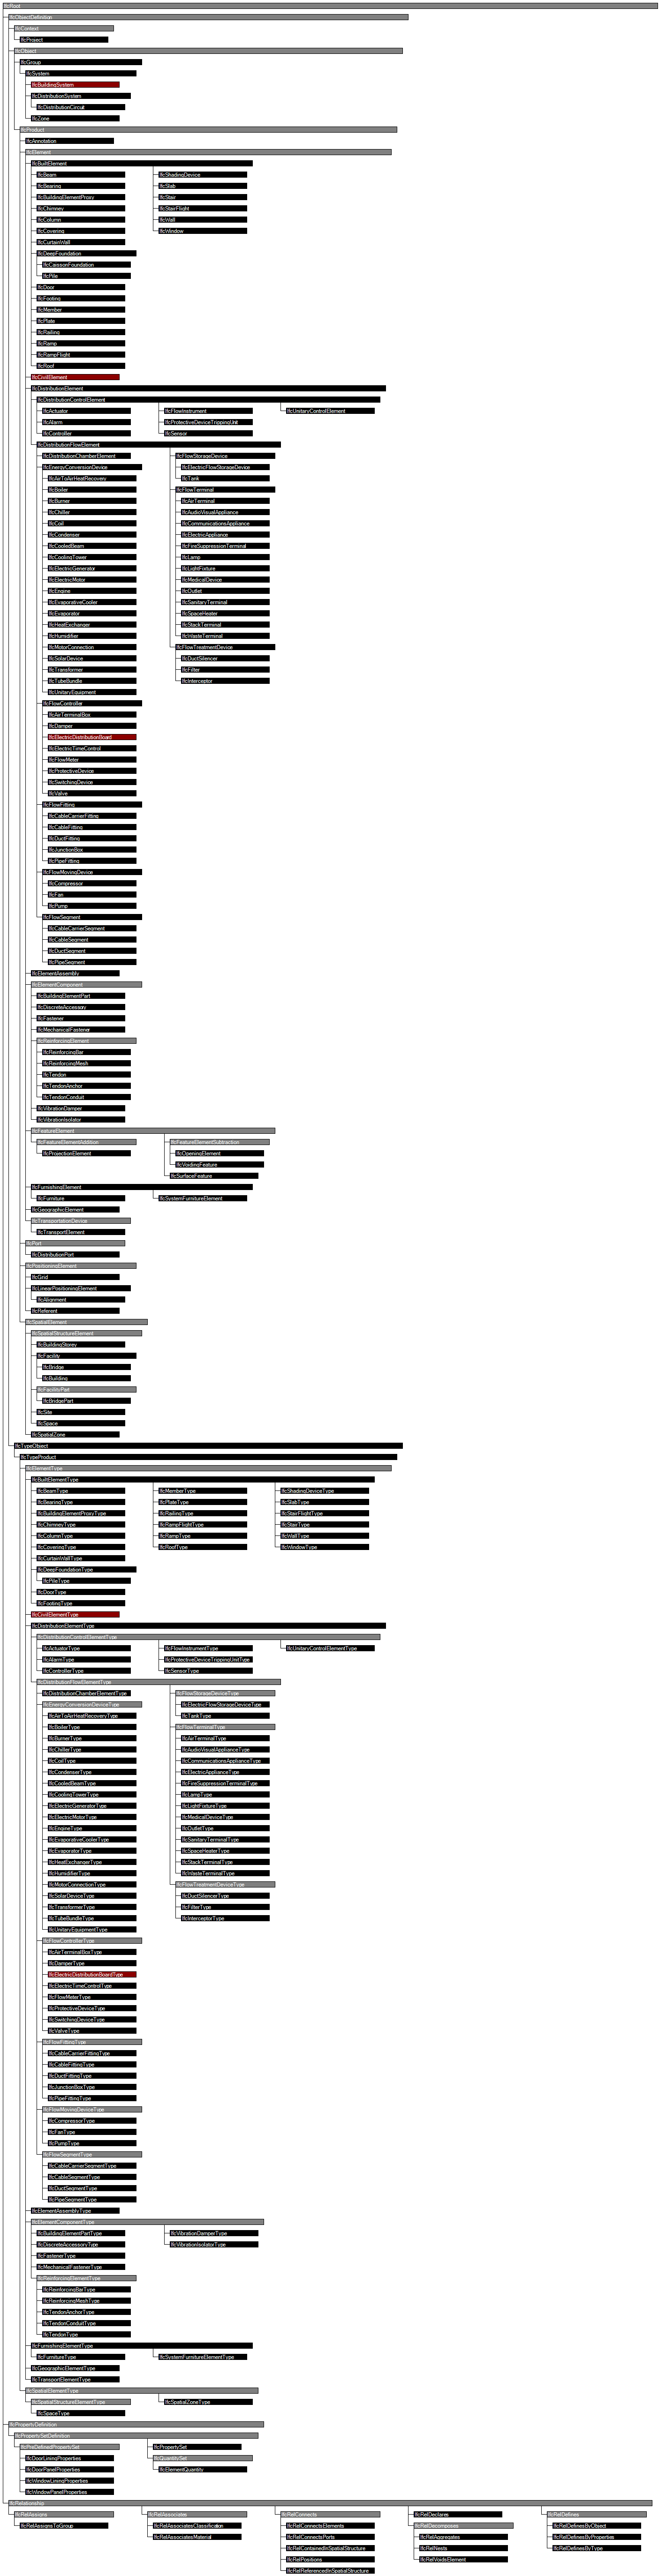 IfcRoot
IfcObjectDefinition
IfcContext
IfcProject
IfcObject
IfcGroup
IfcSystem
IfcBuildingSystem
IfcDistributionSystem
IfcDistributionCircuit
IfcZone
IfcProduct
IfcAnnotation
IfcElement
IfcBuiltElement
IfcBeam
IfcBearing
IfcBuildingElementProxy
IfcChimney
IfcColumn
IfcCovering
IfcCurtainWall
IfcDeepFoundation
IfcCaissonFoundation
IfcPile
IfcDoor
IfcFooting
IfcMember
IfcPlate
IfcRailing
IfcRamp
IfcRampFlight
IfcRoof
IfcShadingDevice
IfcSlab
IfcStair
IfcStairFlight
IfcWall
IfcWindow
IfcCivilElement
IfcDistributionElement
IfcDistributionControlElement
IfcActuator
IfcAlarm
IfcController
IfcFlowInstrument
IfcProtectiveDeviceTrippingUnit
IfcSensor
IfcUnitaryControlElement
IfcDistributionFlowElement
IfcDistributionChamberElement
IfcEnergyConversionDevice
IfcAirToAirHeatRecovery
IfcBoiler
IfcBurner
IfcChiller
IfcCoil
IfcCondenser
IfcCooledBeam
IfcCoolingTower
IfcElectricGenerator
IfcElectricMotor
IfcEngine
IfcEvaporativeCooler
IfcEvaporator
IfcHeatExchanger
IfcHumidifier
IfcMotorConnection
IfcSolarDevice
IfcTransformer
IfcTubeBundle
IfcUnitaryEquipment
IfcFlowController
IfcAirTerminalBox
IfcDamper
IfcElectricDistributionBoard
IfcElectricTimeControl
IfcFlowMeter
IfcProtectiveDevice
IfcSwitchingDevice
IfcValve
IfcFlowFitting
IfcCableCarrierFitting
IfcCableFitting
IfcDuctFitting
IfcJunctionBox
IfcPipeFitting
IfcFlowMovingDevice
IfcCompressor
IfcFan
IfcPump
IfcFlowSegment
IfcCableCarrierSegment
IfcCableSegment
IfcDuctSegment
IfcPipeSegment
IfcFlowStorageDevice
IfcElectricFlowStorageDevice
IfcTank
IfcFlowTerminal
IfcAirTerminal
IfcAudioVisualAppliance
IfcCommunicationsAppliance
IfcElectricAppliance
IfcFireSuppressionTerminal
IfcLamp
IfcLightFixture
IfcMedicalDevice
IfcOutlet
IfcSanitaryTerminal
IfcSpaceHeater
IfcStackTerminal
IfcWasteTerminal
IfcFlowTreatmentDevice
IfcDuctSilencer
IfcFilter
IfcInterceptor
IfcElementAssembly
IfcElementComponent
IfcBuildingElementPart
IfcDiscreteAccessory
IfcFastener
IfcMechanicalFastener
IfcReinforcingElement
IfcReinforcingBar
IfcReinforcingMesh
IfcTendon
IfcTendonAnchor
IfcTendonConduit
IfcVibrationDamper
IfcVibrationIsolator
IfcFeatureElement
IfcFeatureElementAddition
IfcProjectionElement
IfcFeatureElementSubtraction
IfcOpeningElement
IfcVoidingFeature
IfcSurfaceFeature
IfcFurnishingElement
IfcFurniture
IfcSystemFurnitureElement
IfcGeographicElement
IfcTransportationDevice
IfcTransportElement
IfcPort
IfcDistributionPort
IfcPositioningElement
IfcGrid
IfcLinearPositioningElement
IfcAlignment
IfcReferent
IfcSpatialElement
IfcSpatialStructureElement
IfcBuildingStorey
IfcFacility
IfcBridge
IfcBuilding
IfcFacilityPart
IfcBridgePart
IfcSite
IfcSpace
IfcSpatialZone
IfcTypeObject
IfcTypeProduct
IfcElementType
IfcBuiltElementType
IfcBeamType
IfcBearingType
IfcBuildingElementProxyType
IfcChimneyType
IfcColumnType
IfcCoveringType
IfcCurtainWallType
IfcDeepFoundationType
IfcPileType
IfcDoorType
IfcFootingType
IfcMemberType
IfcPlateType
IfcRailingType
IfcRampFlightType
IfcRampType
IfcRoofType
IfcShadingDeviceType
IfcSlabType
IfcStairFlightType
IfcStairType
IfcWallType
IfcWindowType
IfcCivilElementType
IfcDistributionElementType
IfcDistributionControlElementType
IfcActuatorType
IfcAlarmType
IfcControllerType
IfcFlowInstrumentType
IfcProtectiveDeviceTrippingUnitType
IfcSensorType
IfcUnitaryControlElementType
IfcDistributionFlowElementType
IfcDistributionChamberElementType
IfcEnergyConversionDeviceType
IfcAirToAirHeatRecoveryType
IfcBoilerType
IfcBurnerType
IfcChillerType
IfcCoilType
IfcCondenserType
IfcCooledBeamType
IfcCoolingTowerType
IfcElectricGeneratorType
IfcElectricMotorType
IfcEngineType
IfcEvaporativeCoolerType
IfcEvaporatorType
IfcHeatExchangerType
IfcHumidifierType
IfcMotorConnectionType
IfcSolarDeviceType
IfcTransformerType
IfcTubeBundleType
IfcUnitaryEquipmentType
IfcFlowControllerType
IfcAirTerminalBoxType
IfcDamperType
IfcElectricDistributionBoardType
IfcElectricTimeControlType
IfcFlowMeterType
IfcProtectiveDeviceType
IfcSwitchingDeviceType
IfcValveType
IfcFlowFittingType
IfcCableCarrierFittingType
IfcCableFittingType
IfcDuctFittingType
IfcJunctionBoxType
IfcPipeFittingType
IfcFlowMovingDeviceType
IfcCompressorType
IfcFanType
IfcPumpType
IfcFlowSegmentType
IfcCableCarrierSegmentType
IfcCableSegmentType
IfcDuctSegmentType
IfcPipeSegmentType
IfcFlowStorageDeviceType
IfcElectricFlowStorageDeviceType
IfcTankType
IfcFlowTerminalType
IfcAirTerminalType
IfcAudioVisualApplianceType
IfcCommunicationsApplianceType
IfcElectricApplianceType
IfcFireSuppressionTerminalType
IfcLampType
IfcLightFixtureType
IfcMedicalDeviceType
IfcOutletType
IfcSanitaryTerminalType
IfcSpaceHeaterType
IfcStackTerminalType
IfcWasteTerminalType
IfcFlowTreatmentDeviceType
IfcDuctSilencerType
IfcFilterType
IfcInterceptorType
IfcElementAssemblyType
IfcElementComponentType
IfcBuildingElementPartType
IfcDiscreteAccessoryType
IfcFastenerType
IfcMechanicalFastenerType
IfcReinforcingElementType
IfcReinforcingBarType
IfcReinforcingMeshType
IfcTendonAnchorType
IfcTendonConduitType
IfcTendonType
IfcVibrationDamperType
IfcVibrationIsolatorType
IfcFurnishingElementType
IfcFurnitureType
IfcSystemFurnitureElementType
IfcGeographicElementType
IfcTransportElementType
IfcSpatialElementType
IfcSpatialStructureElementType
IfcSpaceType
IfcSpatialZoneType
IfcPropertyDefinition
IfcPropertySetDefinition
IfcPreDefinedPropertySet
IfcDoorLiningProperties
IfcDoorPanelProperties
IfcWindowLiningProperties
IfcWindowPanelProperties
IfcPropertySet
IfcQuantitySet
IfcElementQuantity
IfcRelationship
IfcRelAssigns
IfcRelAssignsToGroup
IfcRelAssociates
IfcRelAssociatesClassification
IfcRelAssociatesMaterial
IfcRelConnects
IfcRelConnectsElements
IfcRelConnectsPorts
IfcRelContainedInSpatialStructure
IfcRelPositions
IfcRelReferencedInSpatialStructure
IfcRelDeclares
IfcRelDecomposes
IfcRelAggregates
IfcRelNests
IfcRelVoidsElement
IfcRelDefines
IfcRelDefinesByObject
IfcRelDefinesByProperties
IfcRelDefinesByType